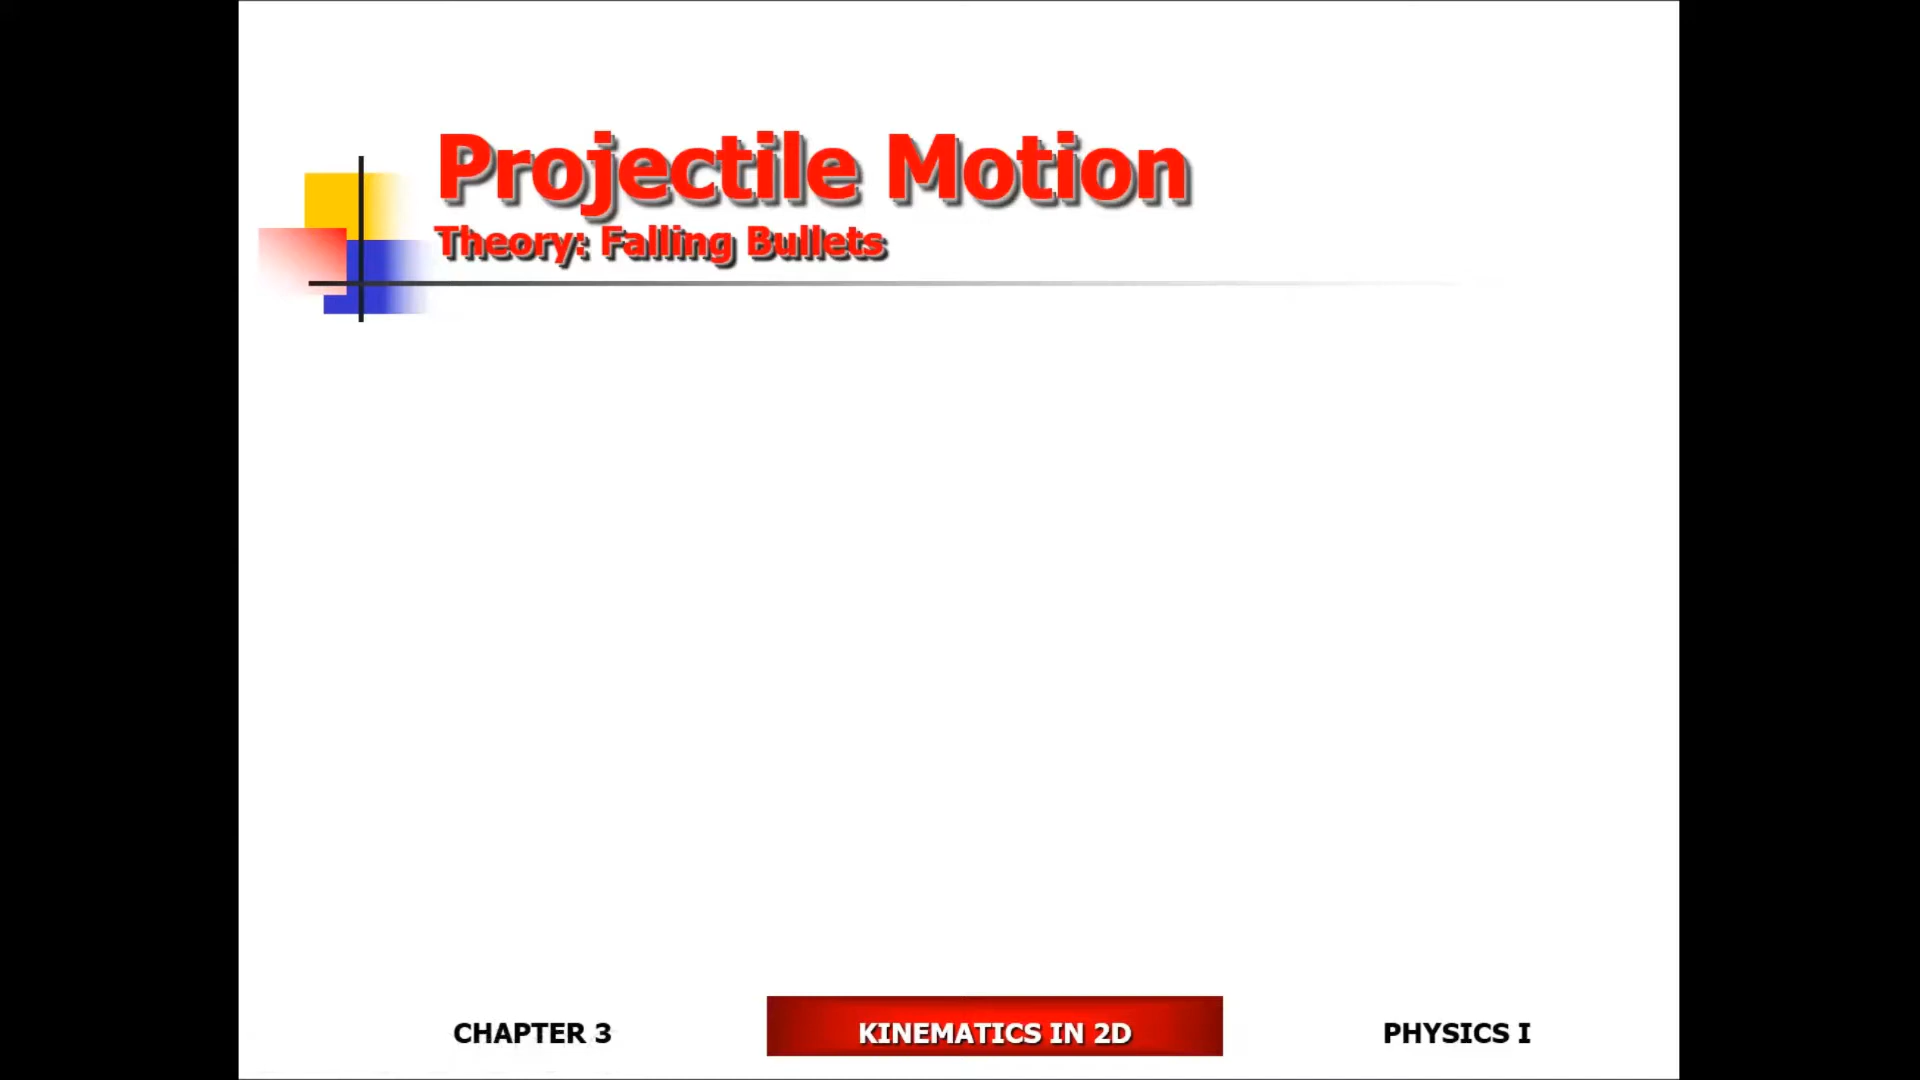 Projectile Motion
Theory: Falling Bullets
CHAPTER 3
KINEMATICS IN 2D
PHYSICS I